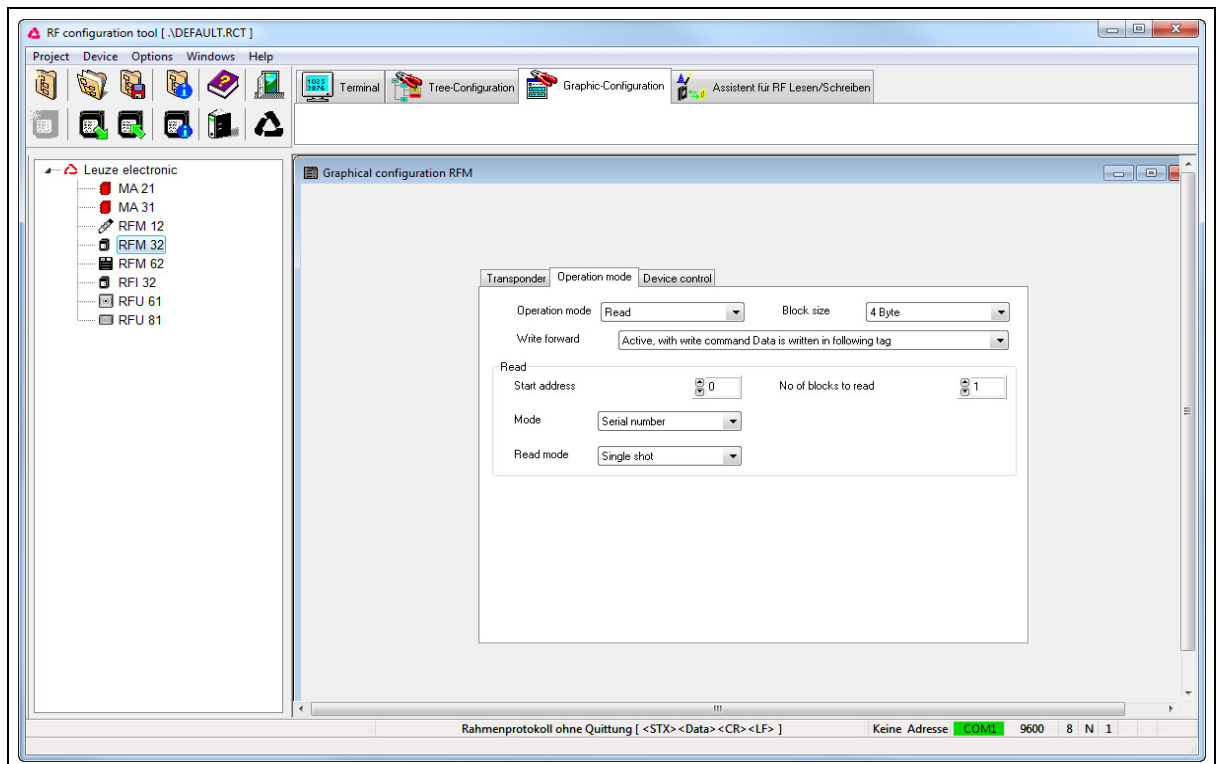 RF configuration tool [ .\DEFAULT.RCT ]
Project Device Options Windows Help
1025
3076
Terminal Tree-Configuration Graphic-Configuration Assistent für RF Lesen/Schreiben
Leuze electronic
MA 21
MA 31
RFM 12
RFM 32
RFM 62
RFI 32
RFU 61
RFU 81
Graphical configuration RFM
Transponder Operation mode Device control
Operation mode Read Block size 4 Byte
Write forward Active, with write command Data is written in following tag
Read
Start address 0 No of blocks to read 1
Mode Serial number
Read mode Single shot
Rahmenprotokoll ohne Quittung [ <STX><Data><CR><LF> ] Keine Adresse COM1 9600 8 N 1